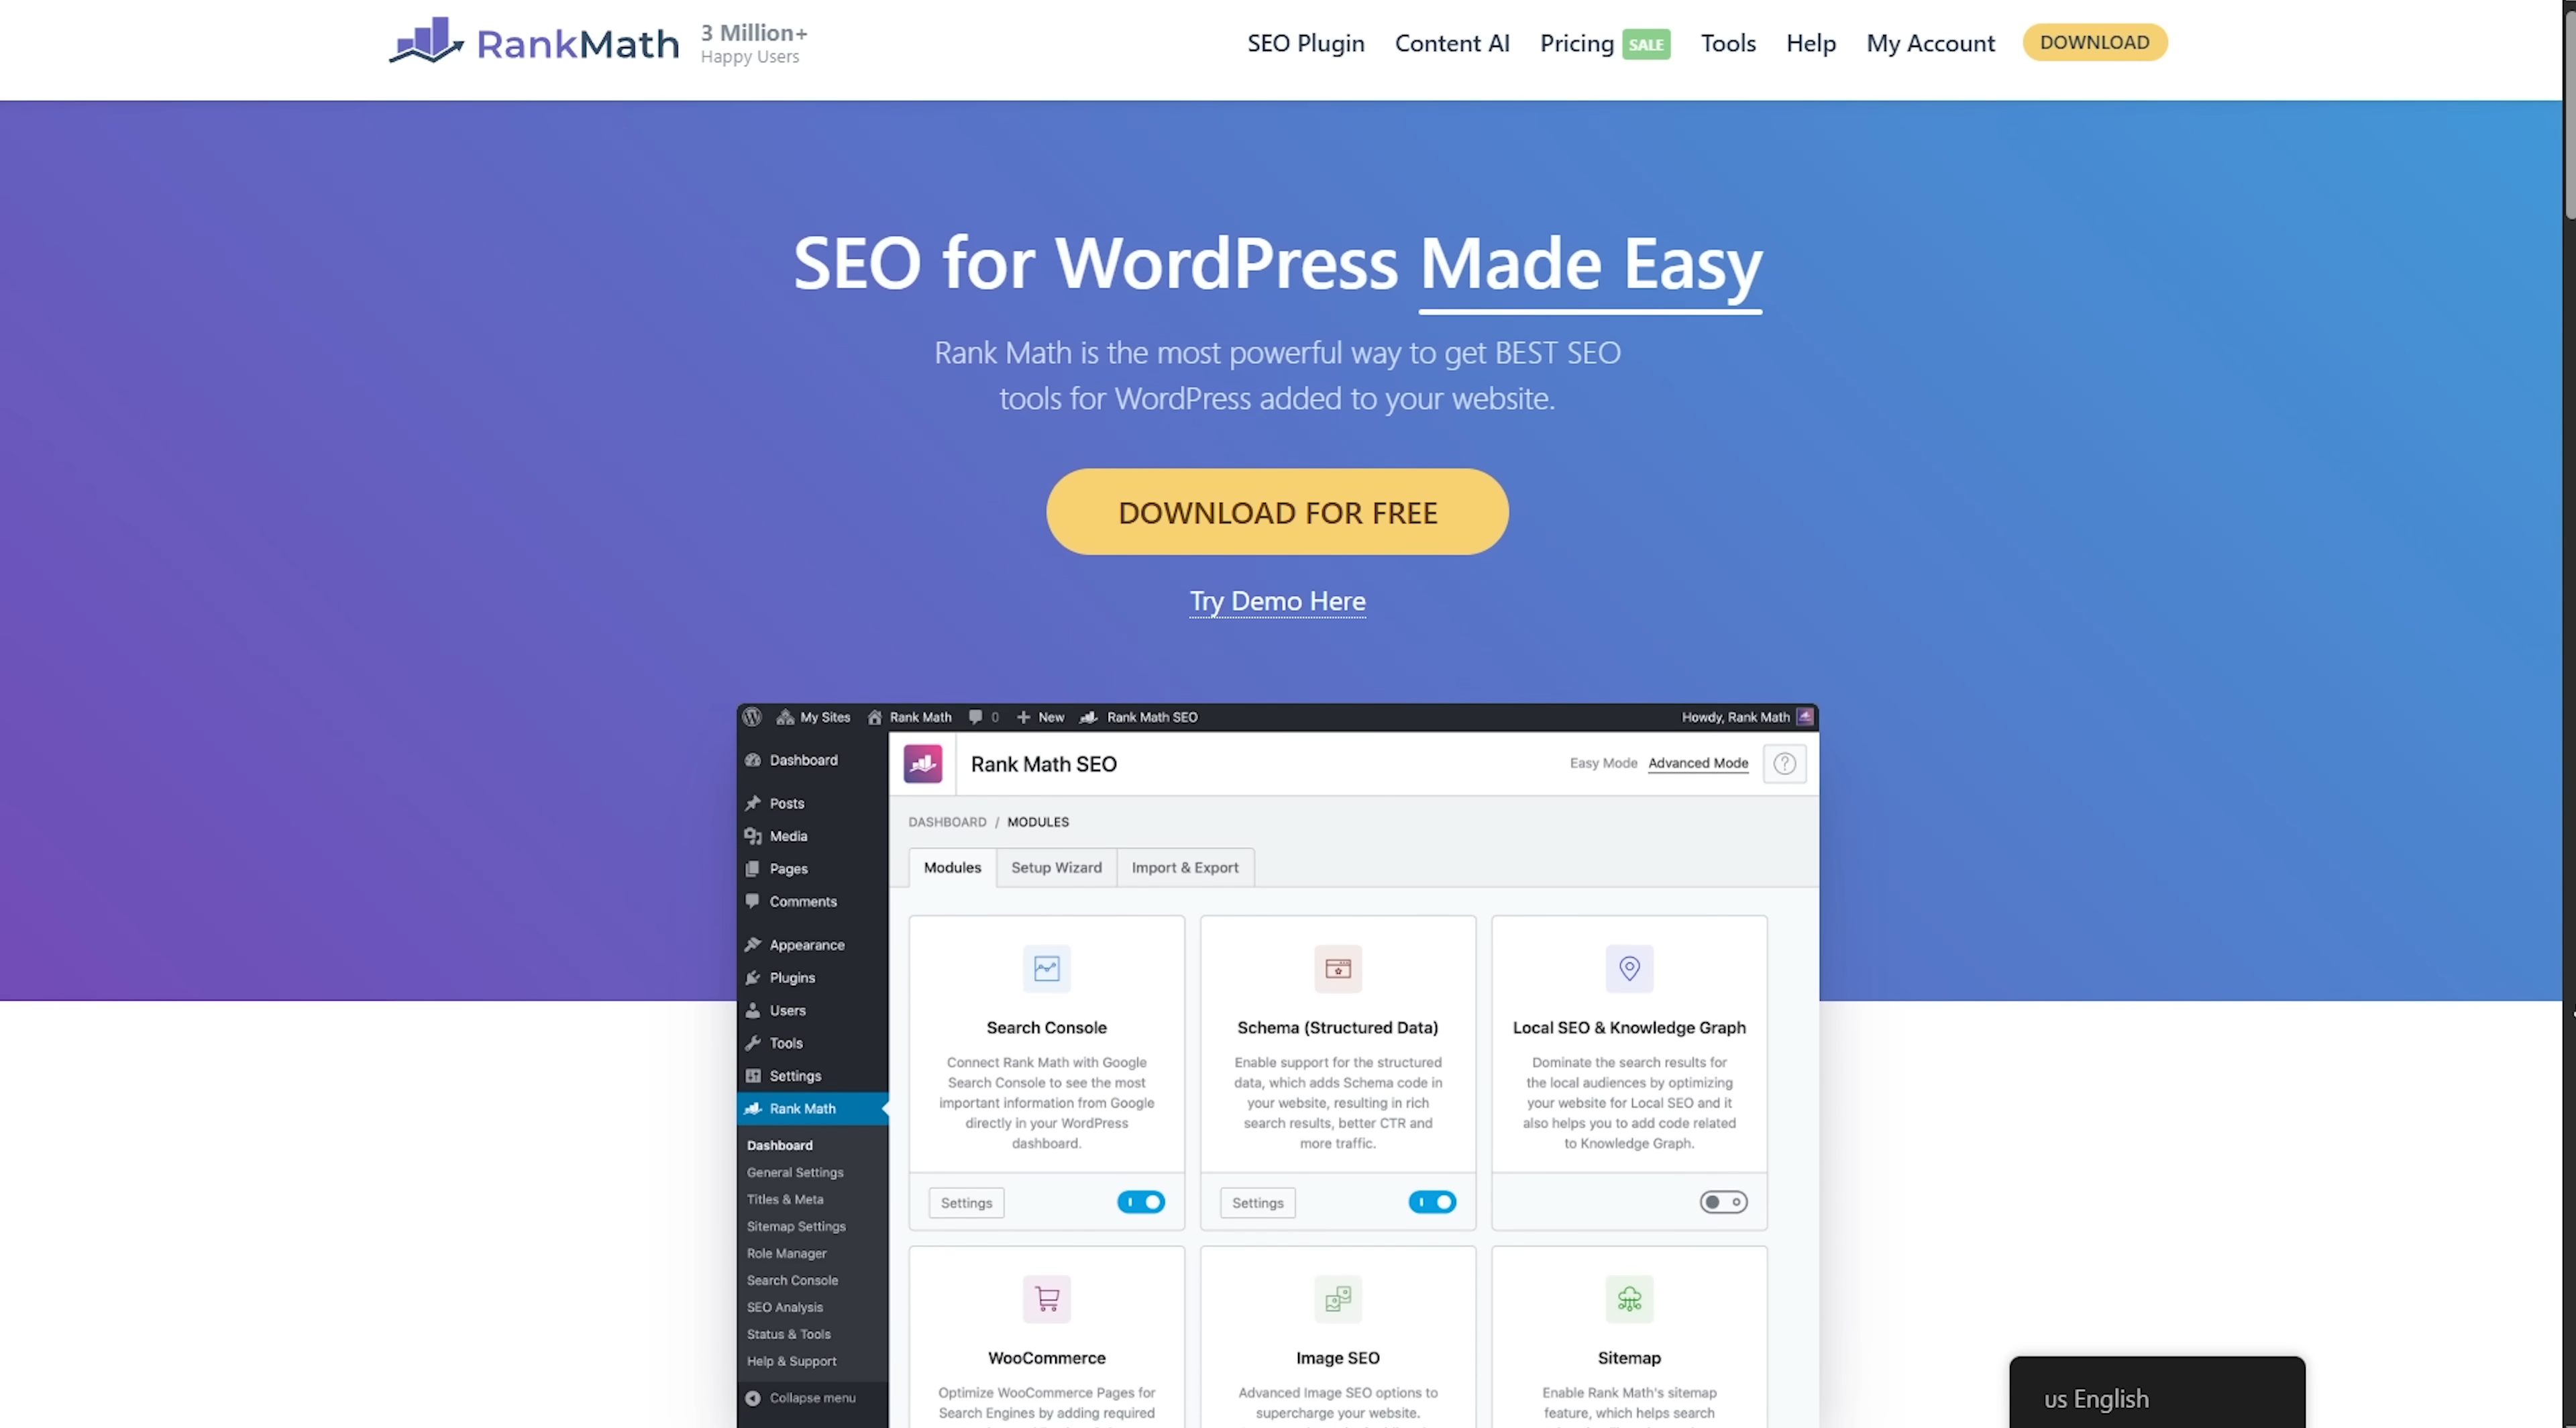 RankMath
3 Million+
Happy Users
SEO Plugin Content AI Pricing SALE Tools Help My Account DOWNLOAD
SEO for WordPress Made Easy
Rank Math is the most powerful way to get BEST SEO
tools for WordPress added to your website.
DOWNLOAD FOR FREE
Try Demo Here
My Sites Rank Math 0 New Rank Math SEO Howdy, Rank Math
Dashboard
Posts
Media
Pages
Comments
Appearance
Plugins
Users
Tools
Settings
Rank Math
Dashboard
General Settings
Titles & Meta
Sitemap Settings
Role Manager
Search Console
SEO Analysis
Status & Tools
Help & Support
Collapse menu
Rank Math SEO
Easy Mode Advanced Mode ?
DASHBOARD / MODULES
Modules Setup Wizard Import & Export
Search Console
Connect Rank Math with Google
Search Console to see the most
important information from Google
directly in your WordPress
dashboard.
Settings
Schema (Structured Data)
Enable support for the structured
data, which adds Schema code in
your website, resulting in rich
search results, better CTR and
more traffic.
Settings
Local SEO & Knowledge Graph
Dominate the search results for
the local audiences by optimizing
your website for Local SEO and it
also helps you to add code related
to Knowledge Graph.
WooCommerce
Optimize WooCommerce Pages for
Search Engines by adding required
Image SEO
Advanced Image SEO options to
supercharge your website.
Sitemap
Enable Rank Math's sitemap
feature, which helps search
us English